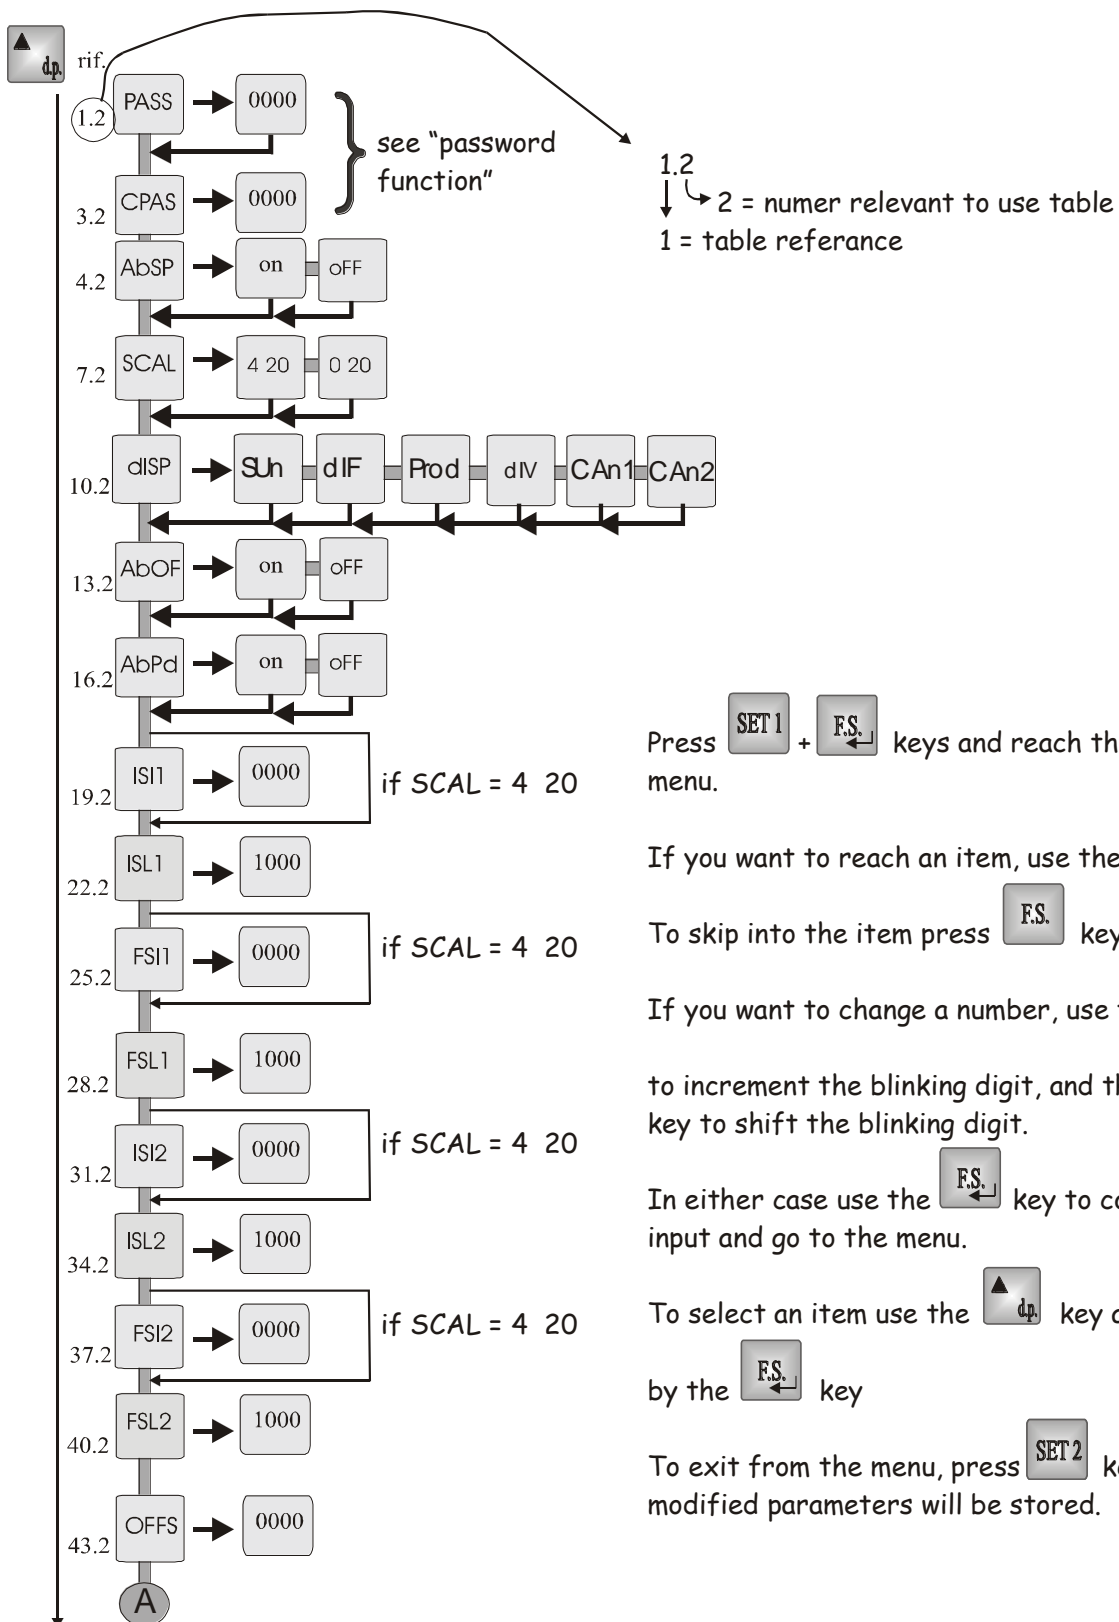 ▲ d.p. rif.
1.2 PASS 0000
see “password
function”
3.2 CPAS 0000
1.2
2 = numer relevant to use table
1 = table referance
4.2 AbSP on oFF
7.2 SCAL 4 20 0 20
10.2 dISP SUn dIF Prod dIV CAn1 CAn2
13.2 AbOF on oFF
16.2 AbPd on oFF
19.2 ISI1 0000 if SCAL = 4 20
22.2 ISL1 1000
25.2 FSI1 0000 if SCAL = 4 20
28.2 FSL1 1000
31.2 ISI2 0000 if SCAL = 4 20
34.2 ISL2 1000
37.2 FSI2 0000 if SCAL = 4 20
40.2 FSL2 1000
43.2 OFFS 0000
A
Press SET 1 + F.S. keys and reach
menu.
If you want to reach an item, use the
To skip into the item press F.S.
If you want to change a number, use
to increment the blinking digit, and
key to shift the blinking digit.
In either case use the F.S. key to
input and go to the menu.
To select an item use the ▲ d.p. key
by the F.S. key
To exit from the menu, press SET 2
modified parameters will be stored.